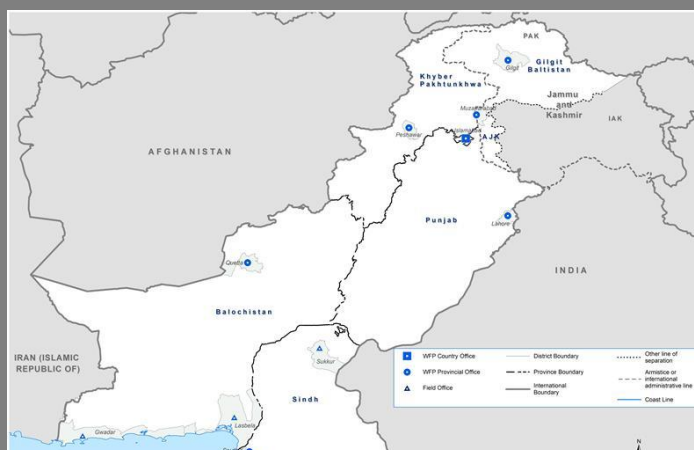 PAK
Gilgit
Baltistan
Gilgit
Khyber
Pakhtunkhwa
Jammu
and
Kashmir
Muzaffarabad
IAK
Peshawar
Islamabad
AJK
AFGHANISTAN
Punjab
Lahore
Quetta
INDIA
Balochistan
IRAN (ISLAMIC
REPUBLIC OF)
Sukkur
Sindh
Lasbela
Gwadar
WFP Country Office
WFP Provincial Office
Field Office
District Boundary
Province Boundary
International
Boundary
Other line of
separation
Armistice or
international
administrative line
Coast Line
N